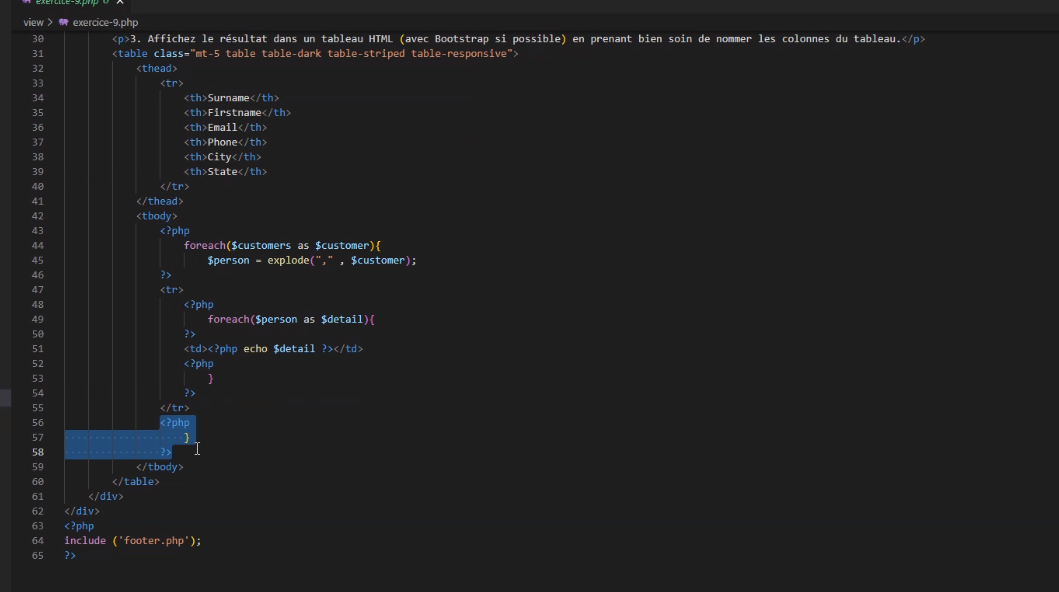 exercice-9.php
view > exercice-9.php
30 <p>3. Affichez le résultat dans un tableau HTML (avec Bootstrap si possible) en prenant bien soin de nommer les colonnes du tableau.</p>
31 <table class="mt-5 table table-dark table-striped table-responsive">
32 <thead>
33 <tr>
34 <th>Surname</th>
35 <th>Firstname</th>
36 <th>Email</th>
37 <th>Phone</th>
38 <th>City</th>
39 <th>State</th>
40 </tr>
41 </thead>
42 <tbody>
43 <?php
44 foreach($customers as $customer){
45 $person = explode("," , $customer);
46 ?>
47 <tr>
48 <?php
49 foreach($person as $detail){
50 ?>
51 <td><?php echo $detail ?></td>
52 <?php
53 }
54 ?>
55 </tr>
56 <?php
57 }
58 ?>
59 </tbody>
60 </table>
61 </div>
62 </div>
63 <?php
64 include ('footer.php');
65 ?>